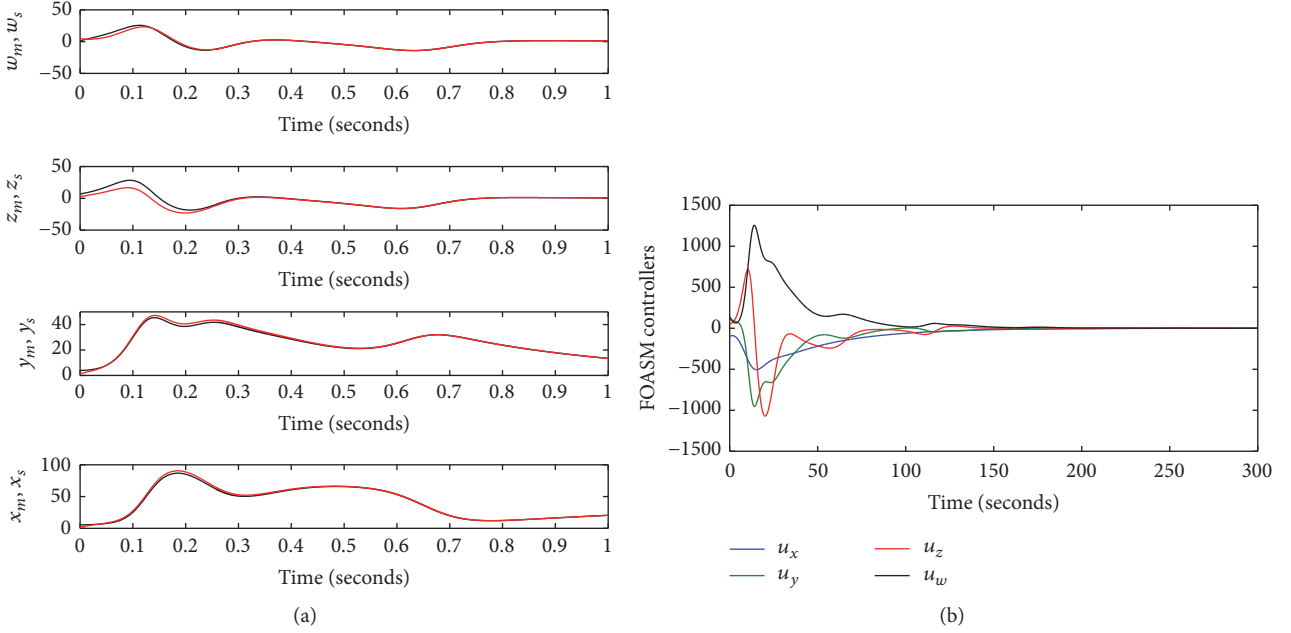 w_m, w_s
50
0
−50
0 0.1 0.2 0.3 0.4 0.5 0.6 0.7 0.8 0.9 1
Time (seconds)
z_m, z_s
50
0
−50
0 0.1 0.2 0.3 0.4 0.5 0.6 0.7 0.8 0.9 1
Time (seconds)
y_m, y_s
40
20
0
0 0.1 0.2 0.3 0.4 0.5 0.6 0.7 0.8 0.9 1
Time (seconds)
x_m, x_s
100
50
0
0 0.1 0.2 0.3 0.4 0.5 0.6 0.7 0.8 0.9 1
Time (seconds)
(a)
FOASM controllers
1500
1000
500
0
−500
−1000
−1500
0 50 100 150 200 250 300
Time (seconds)
u_x u_z
u_y u_w
(b)